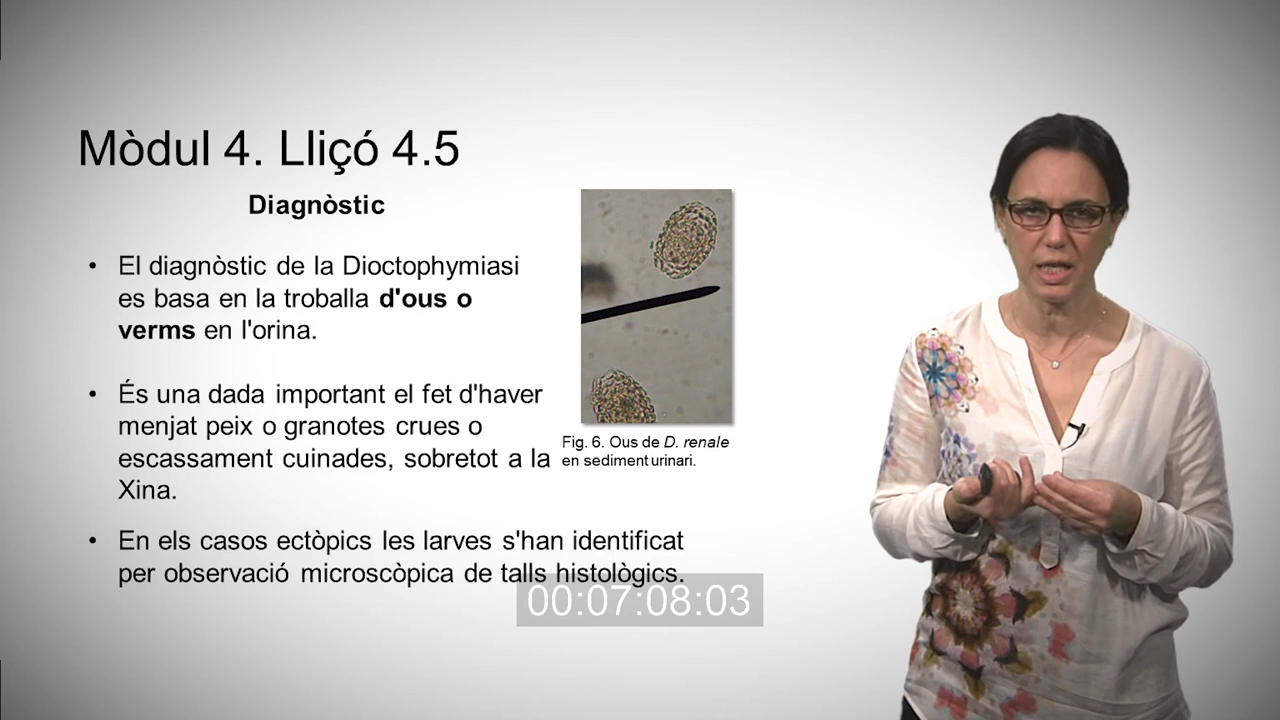 Mòdul 4. Lliçó 4.5
Diagnòstic
• El diagnòstic de la Dioctophymiasi
es basa en la troballa d'ous o
verms en l'orina.
• És una dada important el fet d'haver
menjat peix o granotes crues o
escassament cuinades, sobretot a la
Xina.
• En els casos ectòpics les larves s'han identificat
per observació microscòpica de talls histològics.
Fig. 6. Ous de D. renale
en sediment urinari.
00:07:08:03